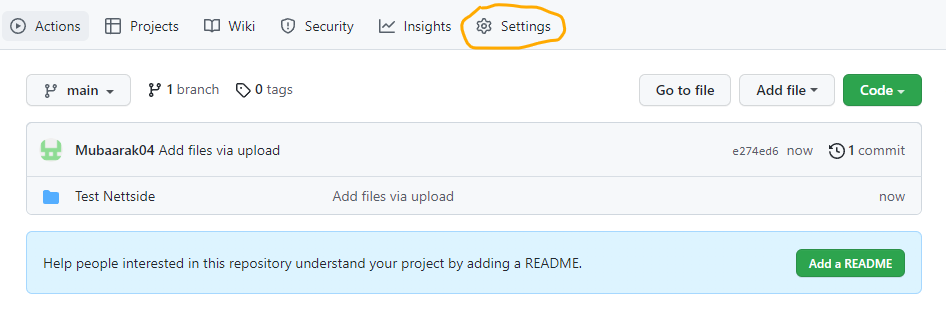 Actions Projects Wiki Security Insights Settings
main 1 branch 0 tags Go to file Add file Code
Mubaarak04 Add files via upload e274ed6 now 1 commit
Test Nettside Add files via upload now
Help people interested in this repository understand your project by adding a README. Add a README